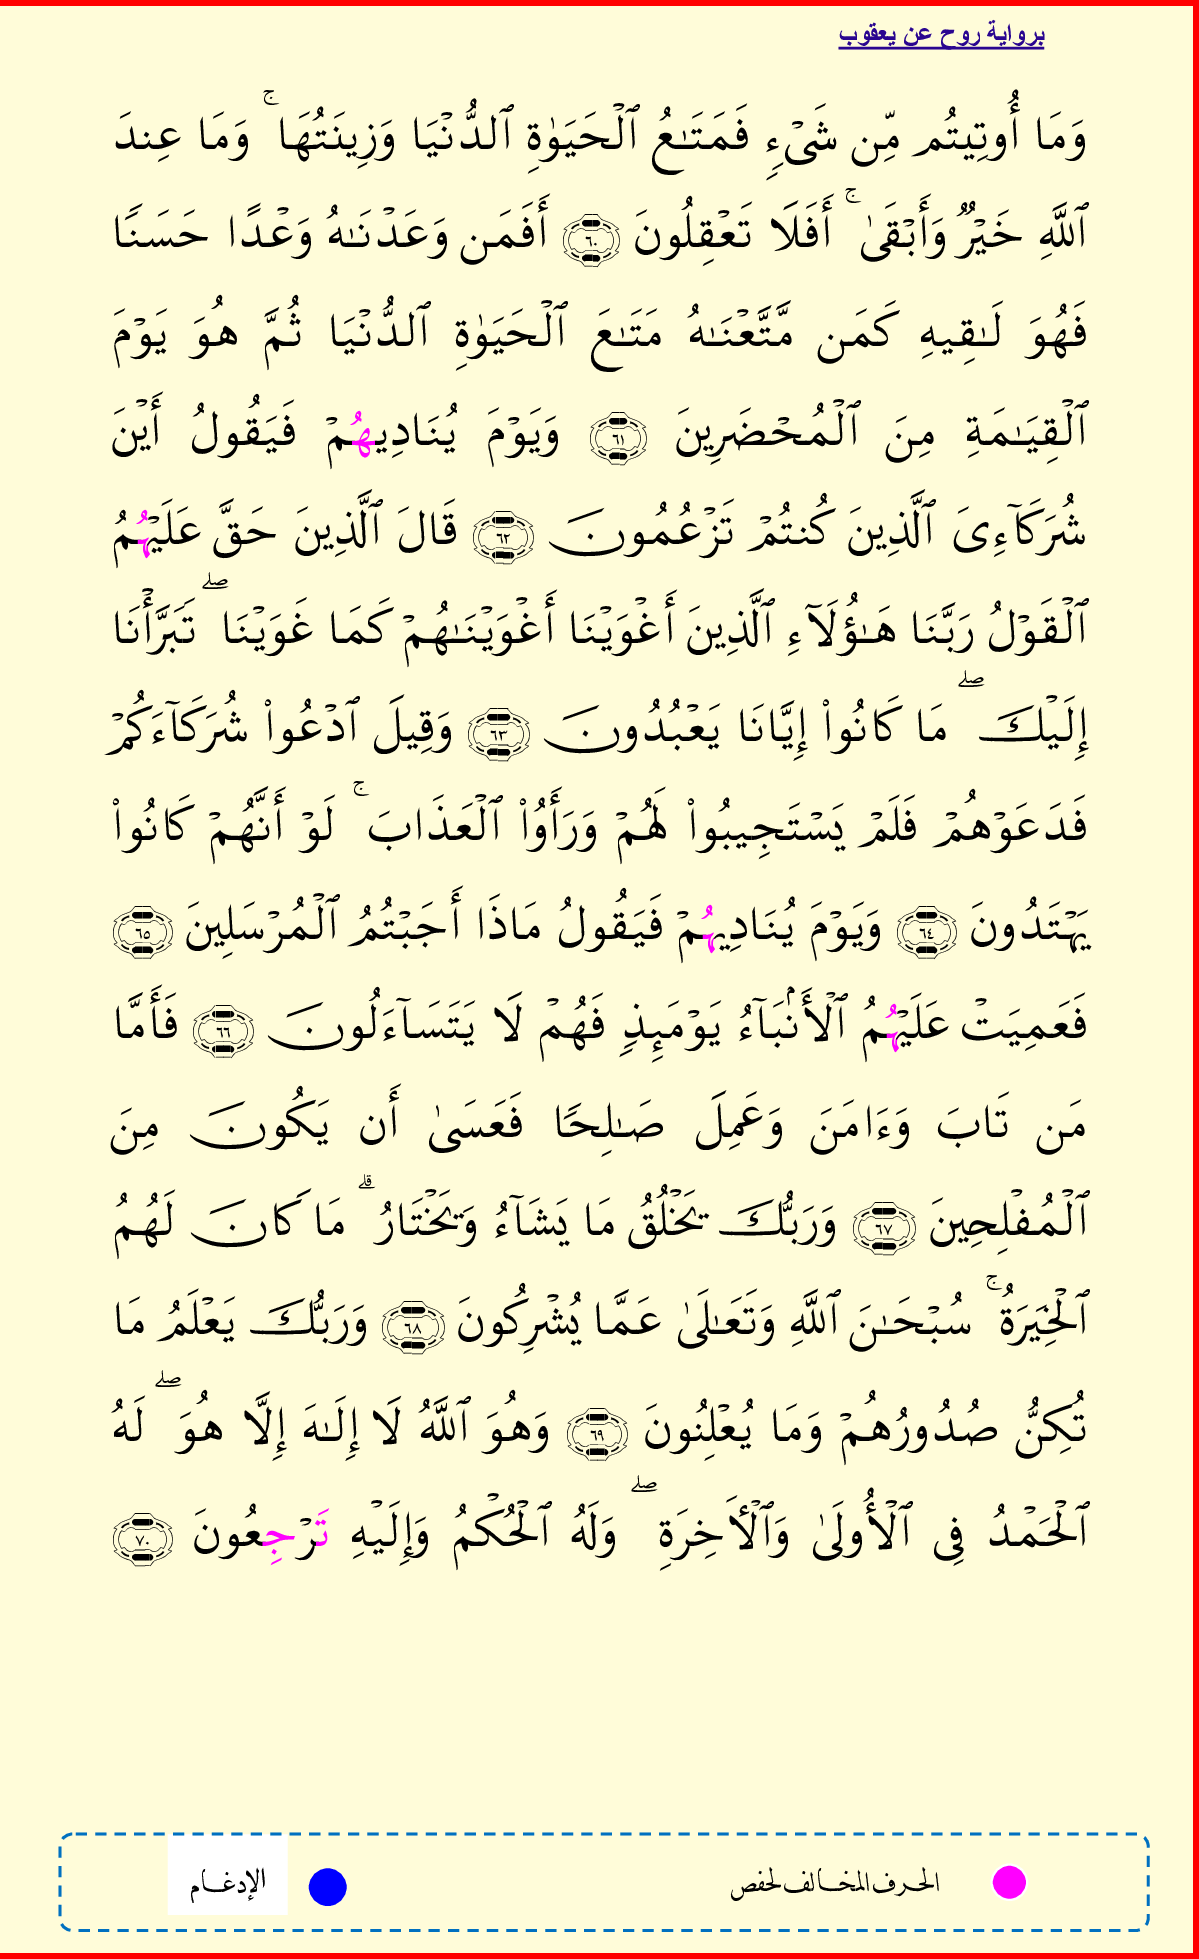 برواية روح عن يعقوب
وَمَا أُوتِيتُم مِّن شَىْءٍ فَمَتَـٰعُ ٱلْحَيَوٰةِ ٱلدُّنْيَا وَزِينَتُهَا ۚ وَمَا عِندَ
ٱللَّهِ خَيْرٌ وَأَبْقَىٰ ۚ أَفَلَا تَعْقِلُونَ ٦٠ أَفَمَن وَعَدْنَـٰهُ وَعْدًا حَسَنًا
فَهُوَ لَـٰقِيهِ كَمَن مَّتَّعْنَـٰهُ مَتَـٰعَ ٱلْحَيَوٰةِ ٱلدُّنْيَا ثُمَّ هُوَ يَوْمَ
ٱلْقِيَـٰمَةِ مِنَ ٱلْمُحْضَرِينَ ٦١ وَيَوْمَ يُنَادِيهُمْ فَيَقُولُ أَيْنَ
شُرَكَآءِىَ ٱلَّذِينَ كُنتُمْ تَزْعُمُونَ ٦٢ قَالَ ٱلَّذِينَ حَقَّ عَلَيْهُمُ
ٱلْقَوْلُ رَبَّنَا هَـٰؤُلَآءِ ٱلَّذِينَ أَغْوَيْنَا أَغْوَيْنَـٰهُمْ كَمَا غَوَيْنَا ۖ تَبَرَّأْنَا
إِلَيْكَ ۖ مَا كَانُوا۟ إِيَّانَا يَعْبُدُونَ ٦٣ وَقِيلَ ٱدْعُوا۟ شُرَكَآءَكُمْ
فَدَعَوْهُمْ فَلَمْ يَسْتَجِيبُوا۟ لَهُمْ وَرَأَوُا۟ ٱلْعَذَابَ ۚ لَوْ أَنَّهُمْ كَانُوا۟
يَهْتَدُونَ ٦٤ وَيَوْمَ يُنَادِيهُمْ فَيَقُولُ مَاذَا أَجَبْتُمُ ٱلْمُرْسَلِينَ ٦٥
فَعَمِيَتْ عَلَيْهُمُ ٱلْأَنۢبَآءُ يَوْمَئِذٍ فَهُمْ لَا يَتَسَآءَلُونَ ٦٦ فَأَمَّا
مَن تَابَ وَءَامَنَ وَعَمِلَ صَـٰلِحًا فَعَسَىٰ أَن يَكُونَ مِنَ
ٱلْمُفْلِحِينَ ٦٧ وَرَبُّكَ يَخْلُقُ مَا يَشَآءُ وَيَخْتَارُ ۗ مَا كَانَ لَهُمُ
ٱلْخِيَرَةُ ۚ سُبْحَـٰنَ ٱللَّهِ وَتَعَـٰلَىٰ عَمَّا يُشْرِكُونَ ٦٨ وَرَبُّكَ يَعْلَمُ مَا
تُكِنُّ صُدُورُهُمْ وَمَا يُعْلِنُونَ ٦٩ وَهُوَ ٱللَّهُ لَا إِلَـٰهَ إِلَّا هُوَ ۖ لَهُ
ٱلْحَمْدُ فِى ٱلْأُولَىٰ وَٱلْأَخِرَةِ ۖ وَلَهُ ٱلْحُكْمُ وَإِلَيْهِ تَرْجِعُونَ ٧٠
الحرف المخالف لحفص
الإدغام